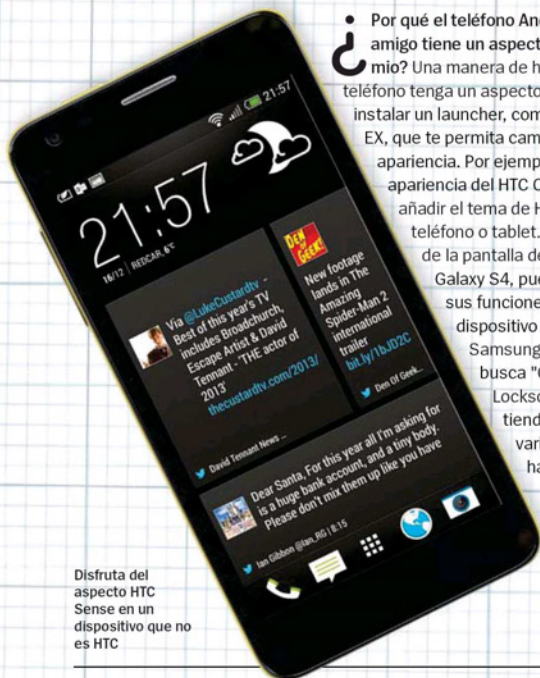 ¿Por qué el teléfono
amigo tiene un aspect
mio? Una manera de h
teléfono tenga un aspecto
instalar un launcher, com
EX, que te permita cam
apariencia. Por ejemp
apariencia del HTC
añadir el tema de H
teléfono o tablet.
de la pantalla de
Galaxy S4, pue
sus funcione
dispositivo
Samsung
busca
Lockso
tiend
vari
ha
21:57
21:57
16/12 | REDCAR, 6°C
Via @LukeCustardtv -
Best of this year's TV
includes Broadchurch,
Escape Artist & David
Tennant - 'THE actor of
2013'
thecustardtv.com/2013/
David Tennant News ...
DEN OF
GEEK!
New footage
lands in The
Amazing
Spider-Man 2
international
trailer
bit.ly/1bJD2C
Den Of Geek...
Dear Santa, For this year all I'm asking for
is a huge bank account, and a tiny body.
Please don't mix them up like you have
Ian Gibbon @Ian_RG | 8:15
Disfruta del
aspecto HTC
Sense en un
dispositivo que no
es HTC